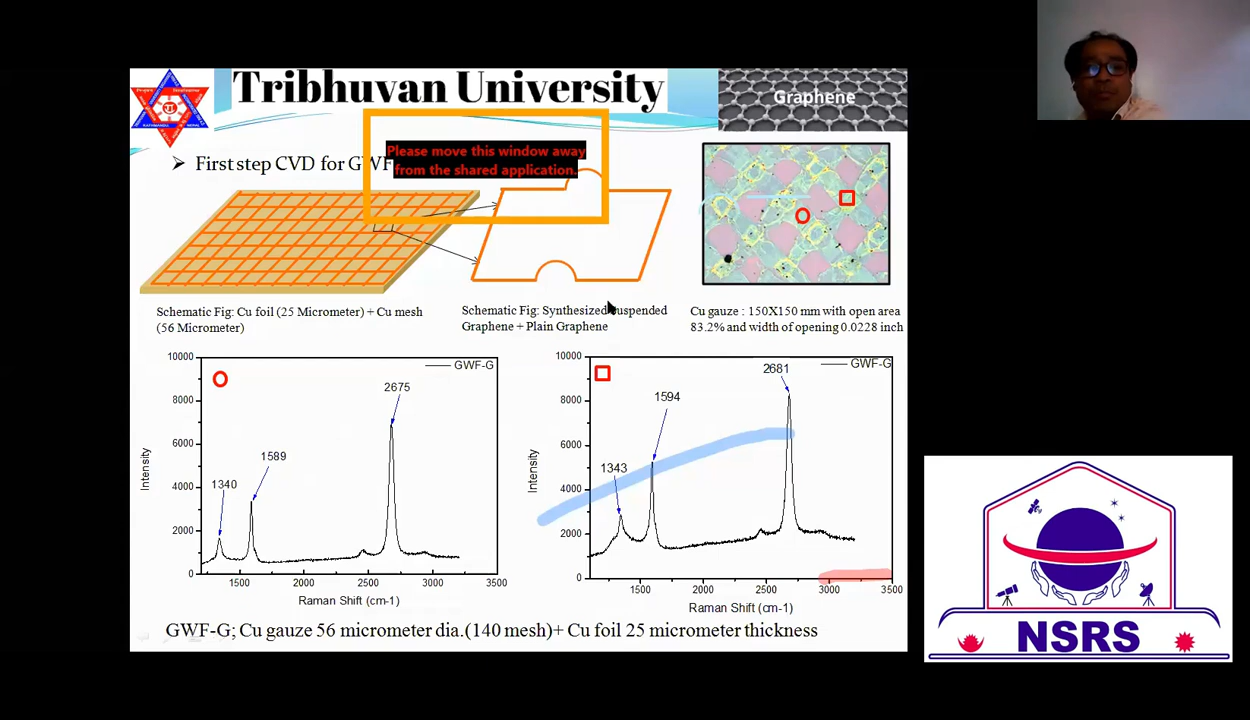 Tribhuvan University
Graphene
➢ First step CVD for GWF
Please move this window away
from the shared application.
Schematic Fig: Cu foil (25 Micrometer) + Cu mesh
(56 Micrometer)
Schematic Fig: Synthesized Suspended
Graphene + Plain Graphene
Cu gauze : 150X150 mm with open area
83.2% and width of opening 0.0228 inch
10000
8000
6000
4000
2000
0
Intensity
GWF-G
1340
1589
2675
1500
2000
2500
3000
3500
Raman Shift (cm-1)
10000
8000
6000
4000
2000
0
Intensity
GWF-G
1343
1594
2681
1500
2000
2500
3000
3500
Raman Shift (cm-1)
GWF-G; Cu gauze 56 micrometer dia.(140 mesh)+ Cu foil 25 micrometer thickness
NSRS